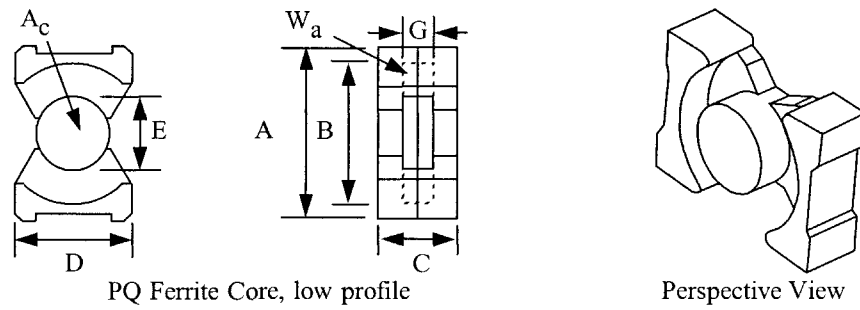 A_c
E
D
W_a
G
A
B
C
PQ Ferrite Core, low profile
Perspective View